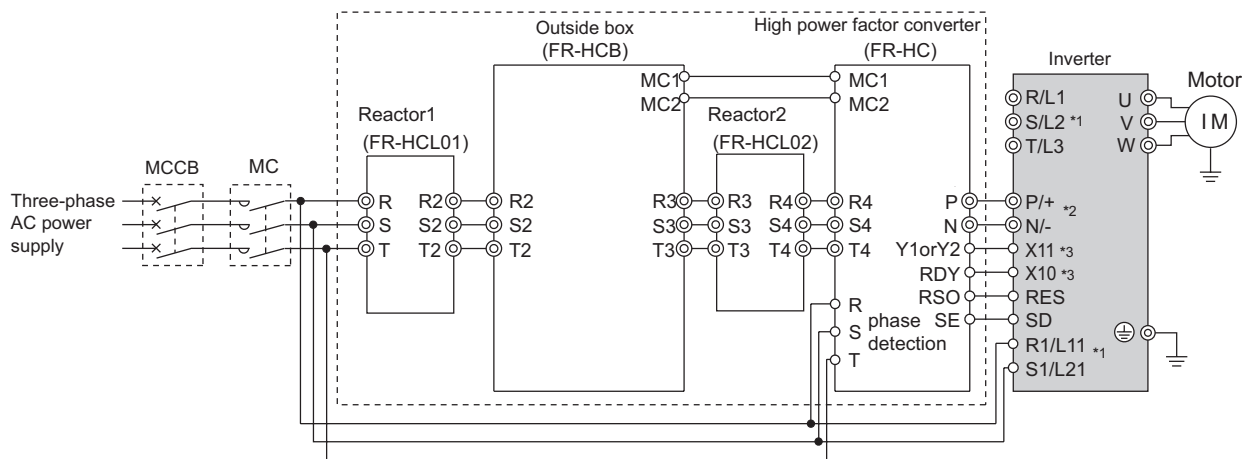 Outside box
(FR-HCB)
High power factor converter
(FR-HC)
Inverter
Motor
Reactor1
(FR-HCL01)
Reactor2
(FR-HCL02)
MCCB
MC
Three-phase
AC power
supply
MC1
MC1
MC2
MC2
R/L1
U
S/L2 *1
V
T/L3
W
IM
R
R2
R2
R3
R3
R4
R4
P
P/+
*2
S
S2
S2
S3
S3
S4
S4
N
N/-
T
T2
T2
T3
T3
T4
T4
Y1orY2
X11 *3
RDY
X10 *3
RSO
RES
R
S
T
phase
detection
SE
SD
R1/L11 *1
S1/L21